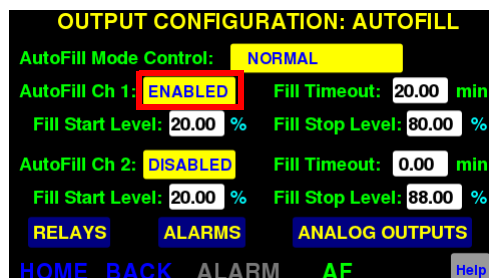 OUTPUT CONFIGURATION: AUTOFILL
AutoFill Mode Control: NORMAL
AutoFill Ch 1: ENABLED Fill Timeout: 20.00 min
Fill Start Level: 20.00 % Fill Stop Level: 80.00 %
AutoFill Ch 2: DISABLED Fill Timeout: 0.00 min
Fill Start Level: 20.00 % Fill Stop Level: 88.00 %
RELAYS ALARMS ANALOG OUTPUTS
HOME BACK ALARM AF Help